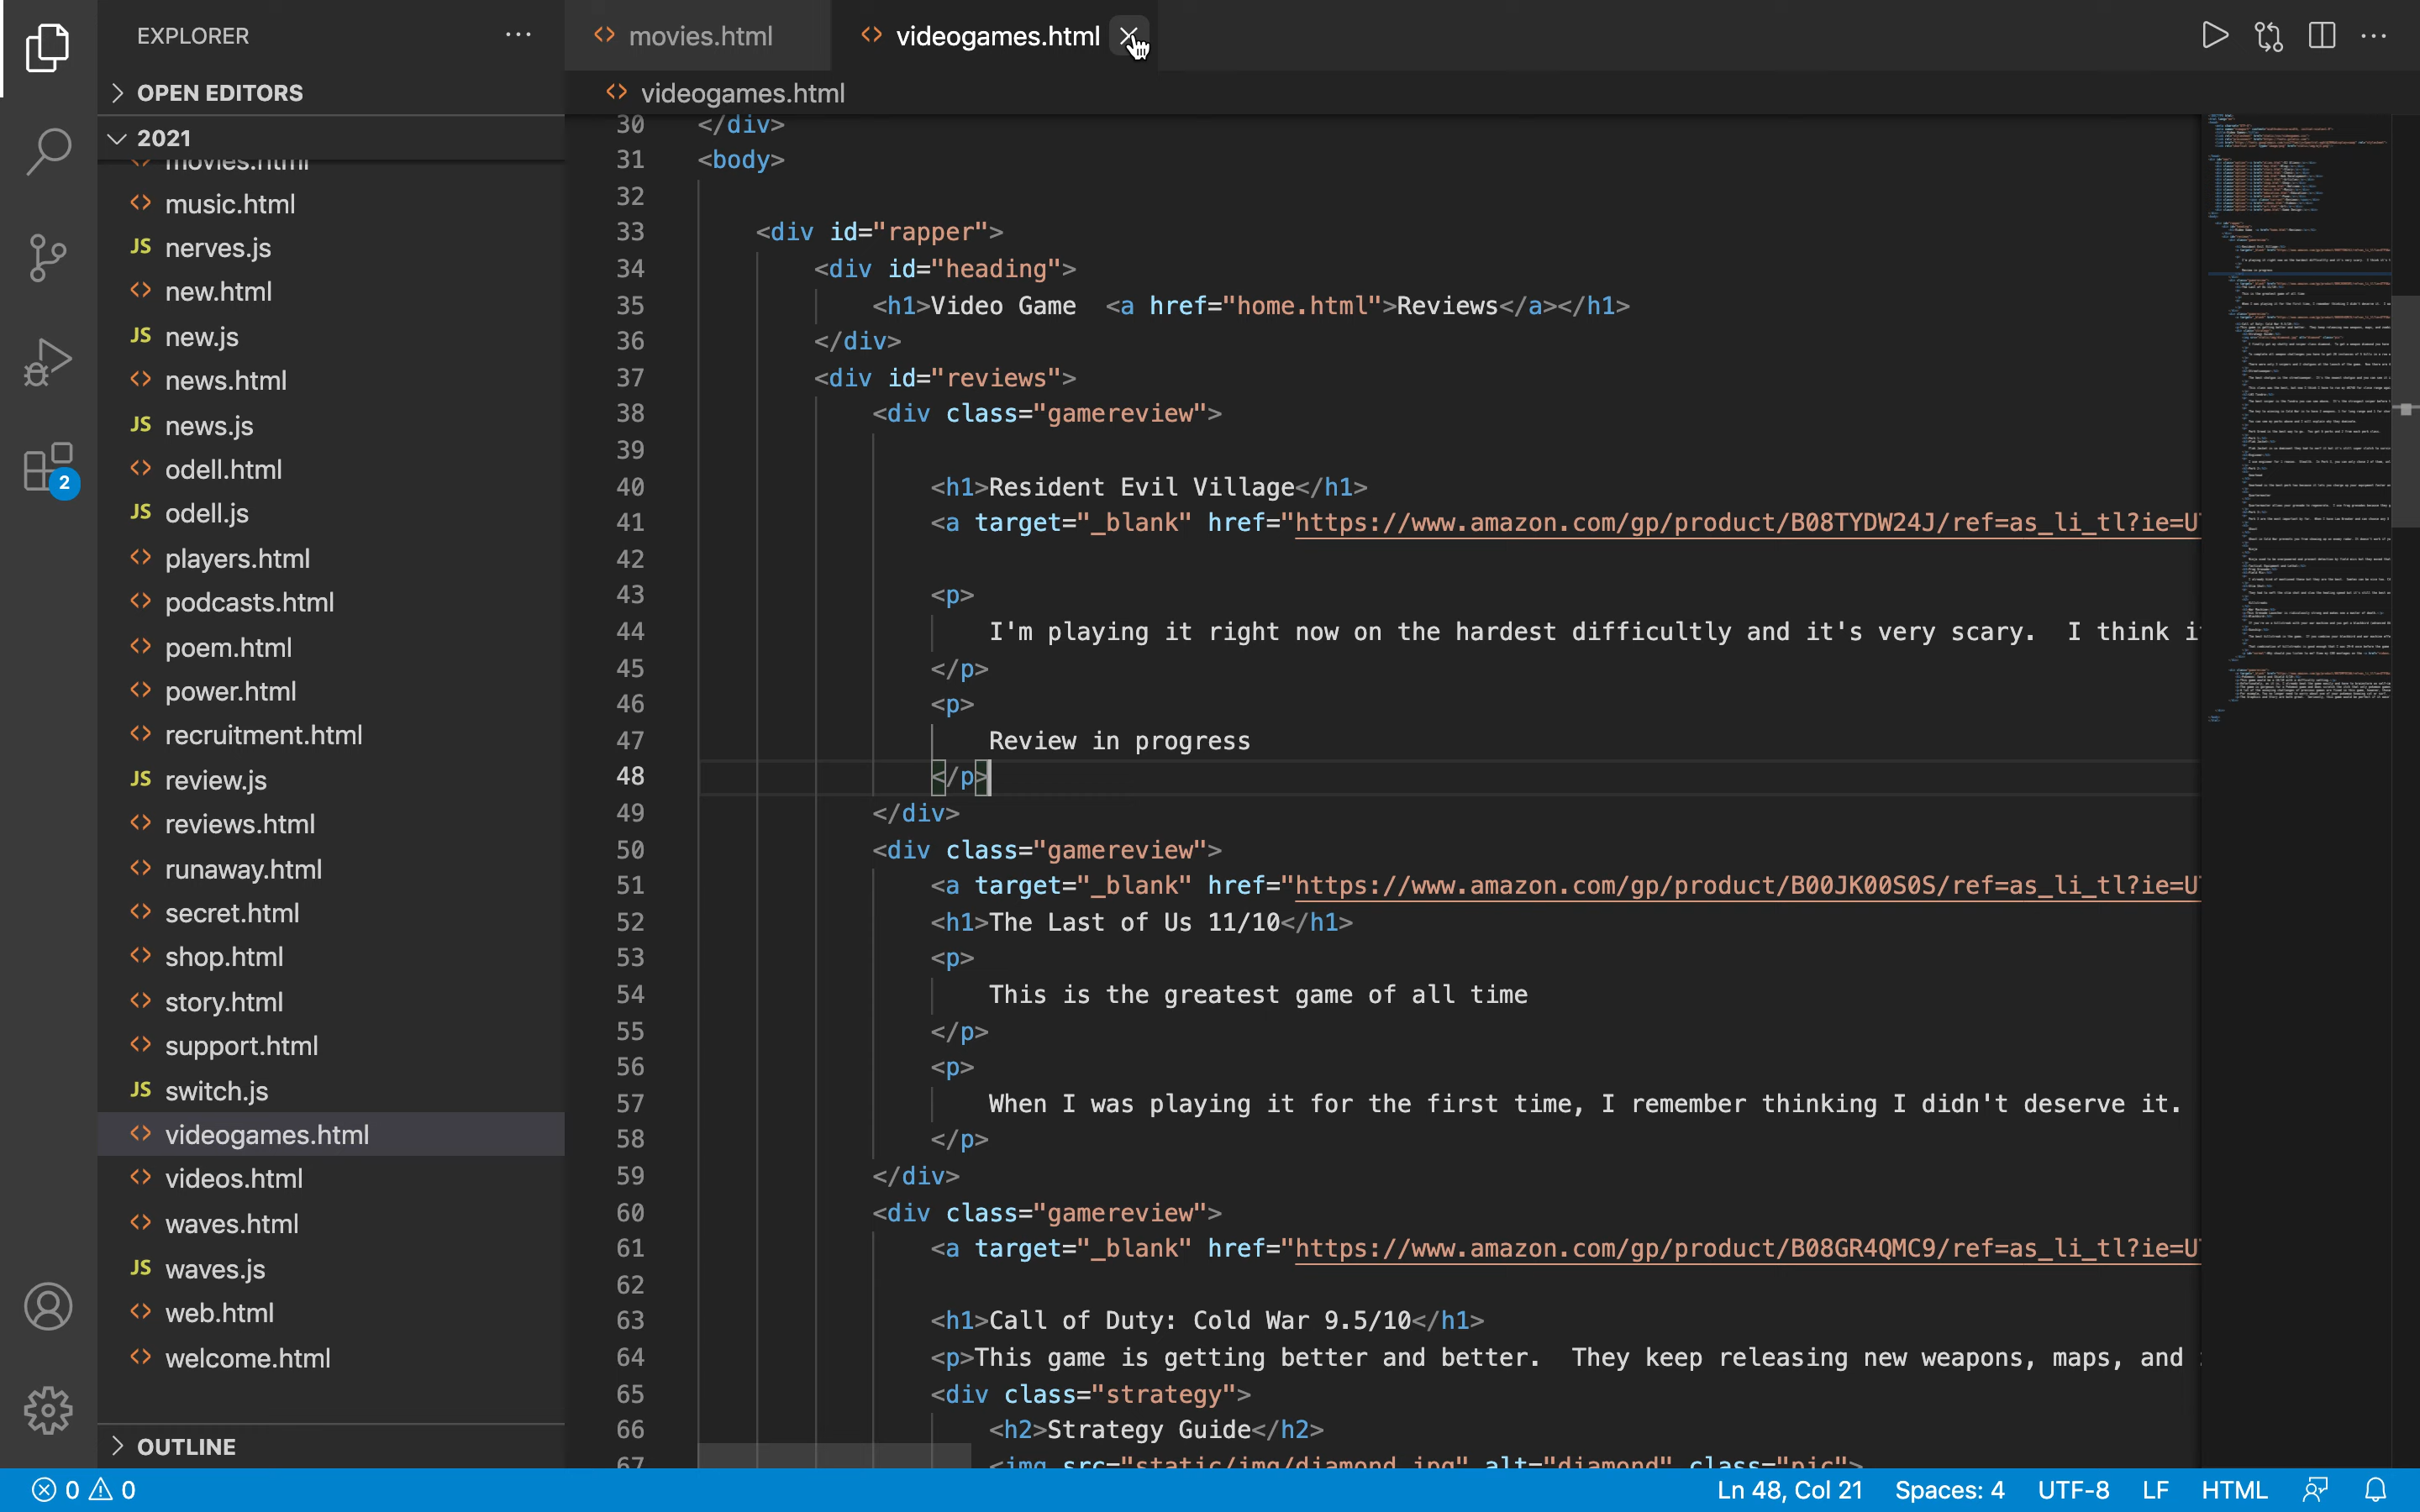 EXPLORER
OPEN EDITORS
2021
movies.html
music.html
JS nerves.js
new.html
JS new.js
news.html
JS news.js
odell.html
JS odell.js
players.html
podcasts.html
poem.html
power.html
recruitment.html
JS review.js
reviews.html
runaway.html
secret.html
shop.html
story.html
support.html
JS switch.js
videogames.html
videos.html
waves.html
JS waves.js
web.html
welcome.html
OUTLINE
2
movies.html
videogames.html
videogames.html
30 </div>
31 <body>
32
33 <div id="rapper">
34 <div id="heading">
35 <h1>Video Game  <a href="home.html">Reviews</a></h1>
36 </div>
37 <div id="reviews">
38 <div class="gamereview">
39
40 <h1>Resident Evil Village</h1>
41 <a target="_blank" href="https://www.amazon.com/gp/product/B08TYDW24J/ref=as_li_tl?ie=U
42
43 <p>
44 I'm playing it right now on the hardest difficultly and it's very scary.  I think i
45 </p>
46 <p>
47 Review in progress
48 </p>
49 </div>
50 <div class="gamereview">
51 <a target="_blank" href="https://www.amazon.com/gp/product/B00JK00S0S/ref=as_li_tl?ie=U
52 <h1>The Last of Us 11/10</h1>
53 <p>
54 This is the greatest game of all time
55 </p>
56 <p>
57 When I was playing it for the first time, I remember thinking I didn't deserve it.
58 </p>
59 </div>
60 <div class="gamereview">
61 <a target="_blank" href="https://www.amazon.com/gp/product/B08GR4QMC9/ref=as_li_tl?ie=U
62
63 <h1>Call of Duty: Cold War 9.5/10</h1>
64 <p>This game is getting better and better.  They keep releasing new weapons, maps, and
65 <div class="strategy">
66 <h2>Strategy Guide</h2>
67 <img src="static/img/diamond.jpg" alt="diamond" class="pic">
0 0
Ln 48, Col 21 Spaces: 4 UTF-8 LF HTML